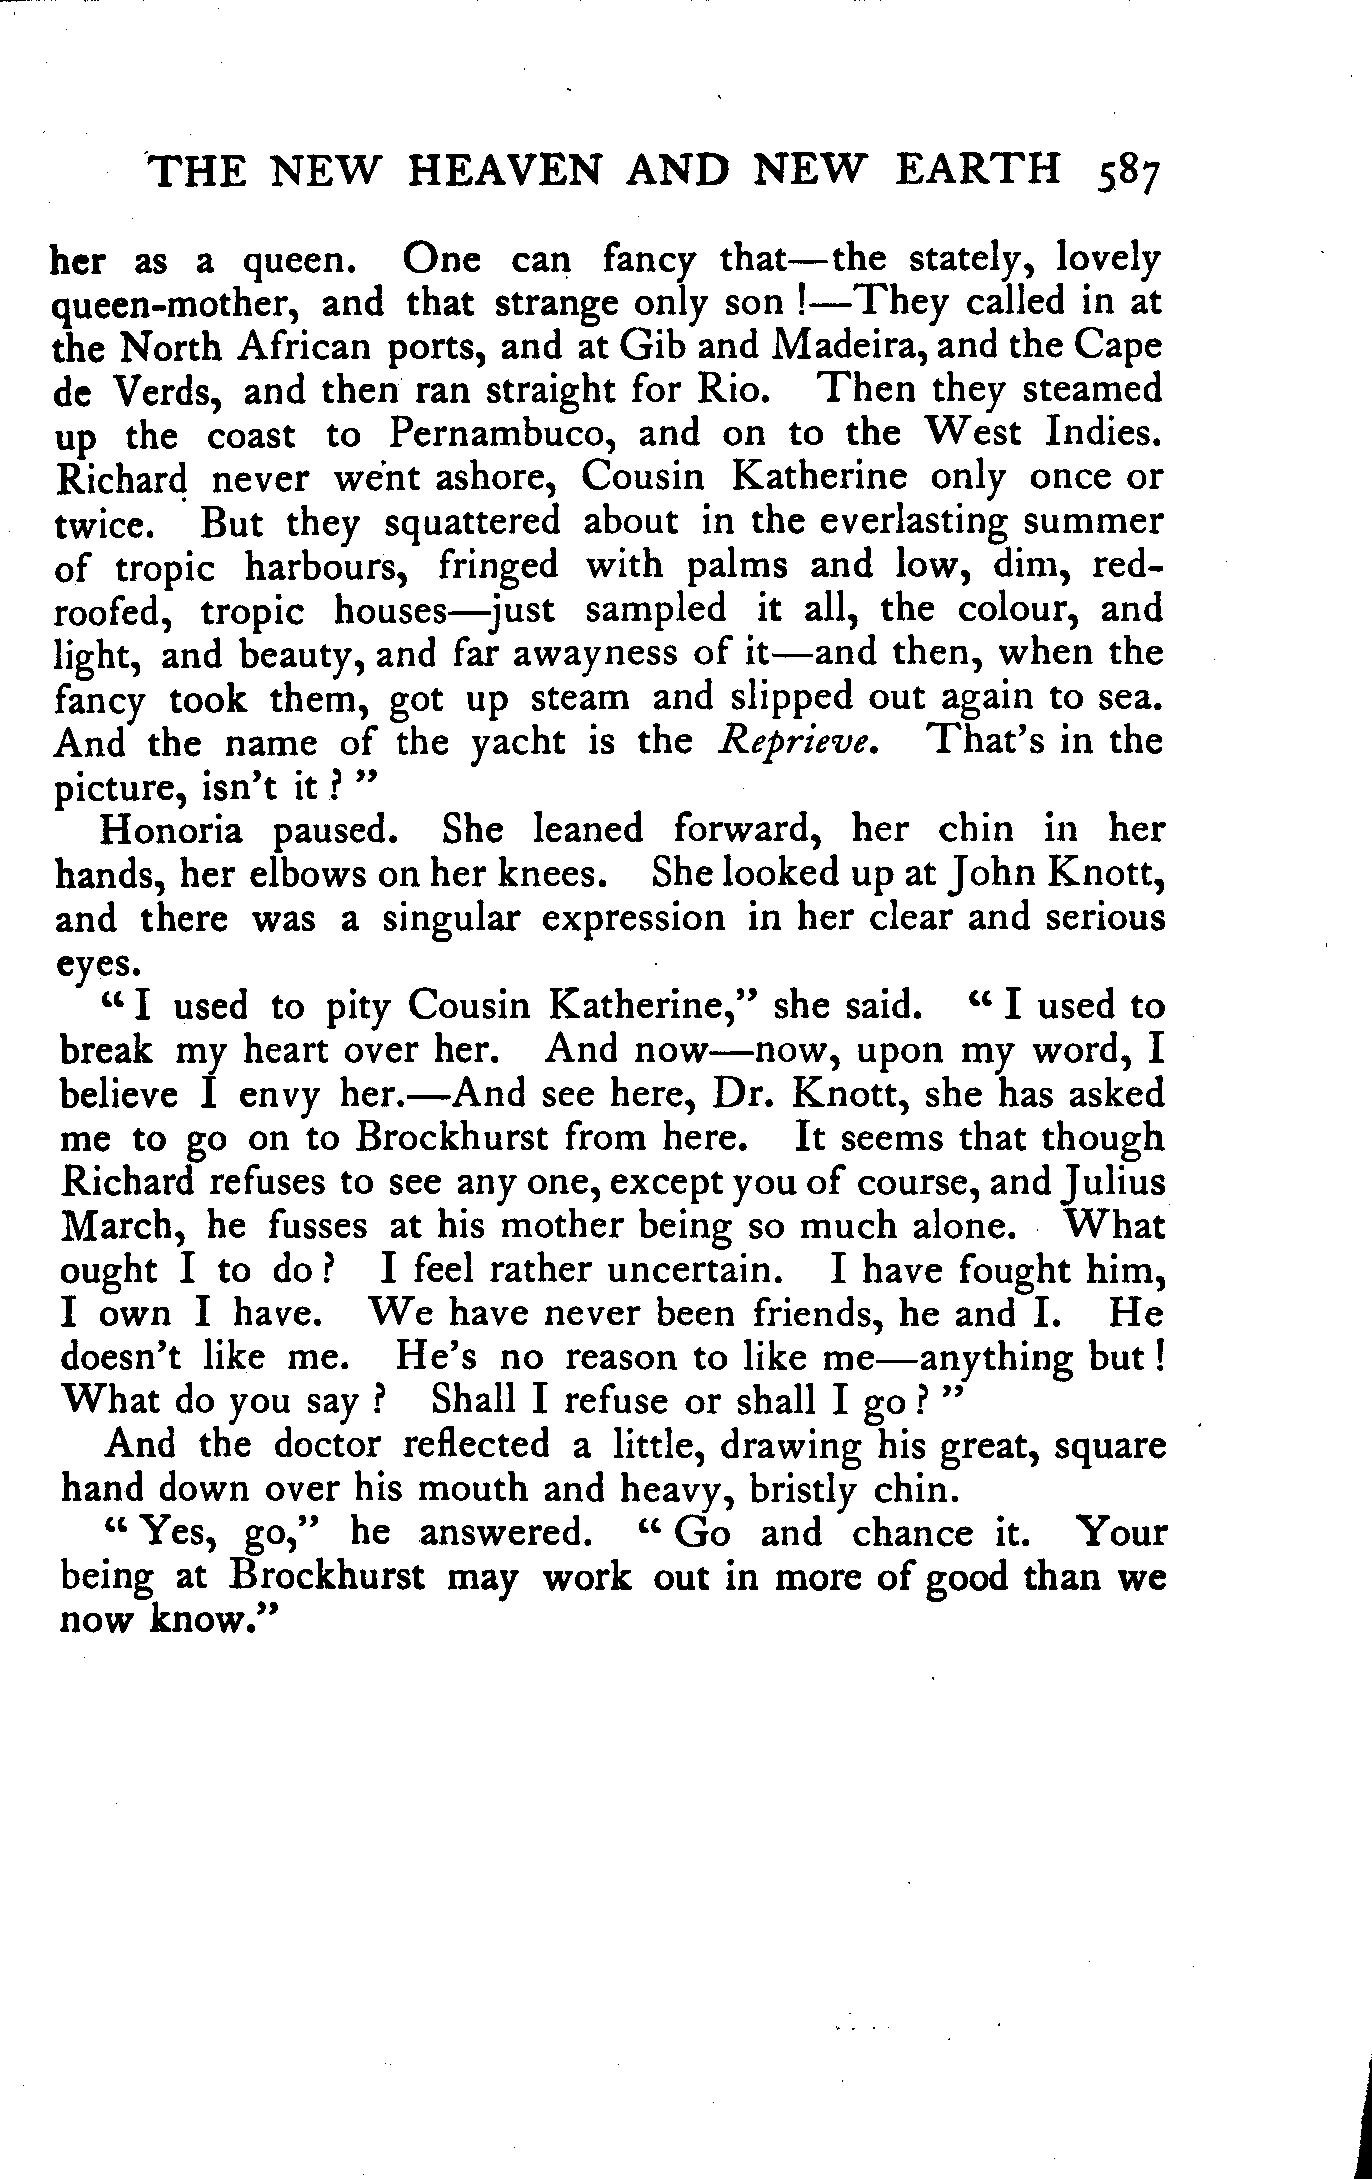 THE NEW HEAVEN AND NEW EARTH 587
her as a queen. One can fancy that—the stately, lovely
queen-mother, and that strange only son !—They called in at
the North African ports, and at Gib and Madeira, and the Cape
de Verds, and then ran straight for Rio. Then they steamed
up the coast to Pernambuco, and on to the West Indies.
Richard never went ashore, Cousin Katherine only once or
twice. But they squattered about in the everlasting summer
of tropic harbours, fringed with palms and low, dim, red-
roofed, tropic houses—just sampled it all, the colour, and
light, and beauty, and far awayness of it—and then, when the
fancy took them, got up steam and slipped out again to sea.
And the name of the yacht is the Reprieve. That's in the
picture, isn't it ? "
Honoria paused. She leaned forward, her chin in her
hands, her elbows on her knees. She looked up at John Knott,
and there was a singular expression in her clear and serious
eyes.
" I used to pity Cousin Katherine," she said. " I used to
break my heart over her. And now—now, upon my word, I
believe I envy her.—And see here, Dr. Knott, she has asked
me to go on to Brockhurst from here. It seems that though
Richard refuses to see any one, except you of course, and Julius
March, he fusses at his mother being so much alone. What
ought I to do ? I feel rather uncertain. I have fought him,
I own I have. We have never been friends, he and I. He
doesn't like me. He's no reason to like me—anything but !
What do you say ? Shall I refuse or shall I go ? "
And the doctor reflected a little, drawing his great, square
hand down over his mouth and heavy, bristly chin.
" Yes, go," he answered. " Go and chance it. Your
being at Brockhurst may work out in more of good than we
now know."